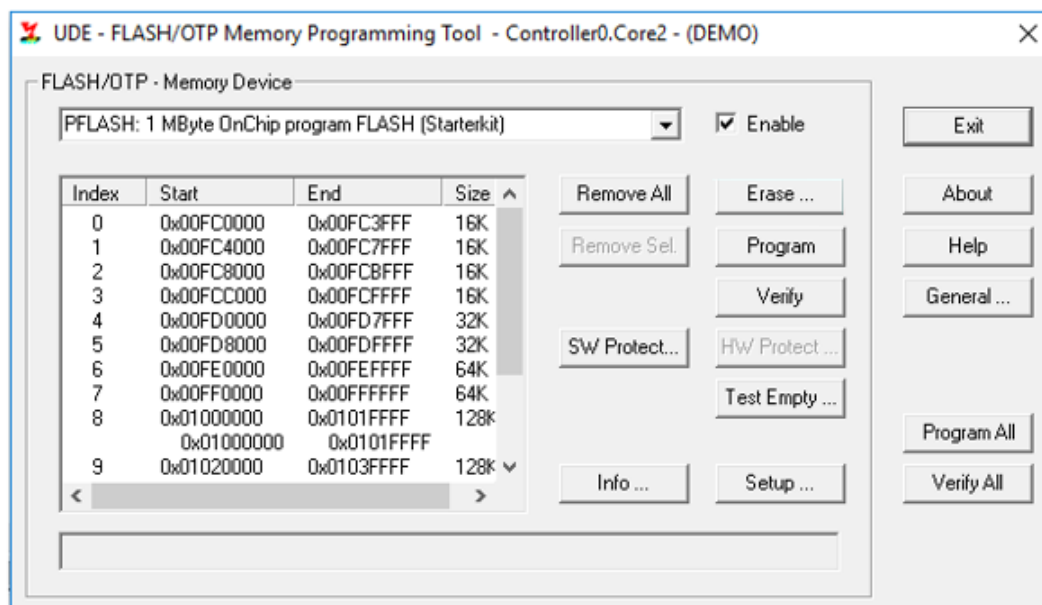 UDE - FLASH/OTP Memory Programming Tool - Controller0.Core2 - (DEMO)
FLASH/OTP - Memory Device
PFLASH: 1 MByte OnChip program FLASH (Starterkit)
Enable
Exit
Index Start End Size
0 0x00FC0000 0x00FC3FFF 16K
1 0x00FC4000 0x00FC7FFF 16K
2 0x00FC8000 0x00FCBFFF 16K
3 0x00FCC000 0x00FCFFFF 16K
4 0x00FD0000 0x00FD7FFF 32K
5 0x00FD8000 0x00FDFFFF 32K
6 0x00FE0000 0x00FEFFFF 64K
7 0x00FF0000 0x00FFFFFF 64K
8 0x01000000 0x0101FFFF 128K
0x01000000 0x0101FFFF
9 0x01020000 0x0103FFFF 128K
Remove All
Erase ...
About
Remove Sel.
Program
Help
Verify
General ...
SW Protect...
HW Protect ...
Test Empty ...
Program All
Info ...
Setup ...
Verify All